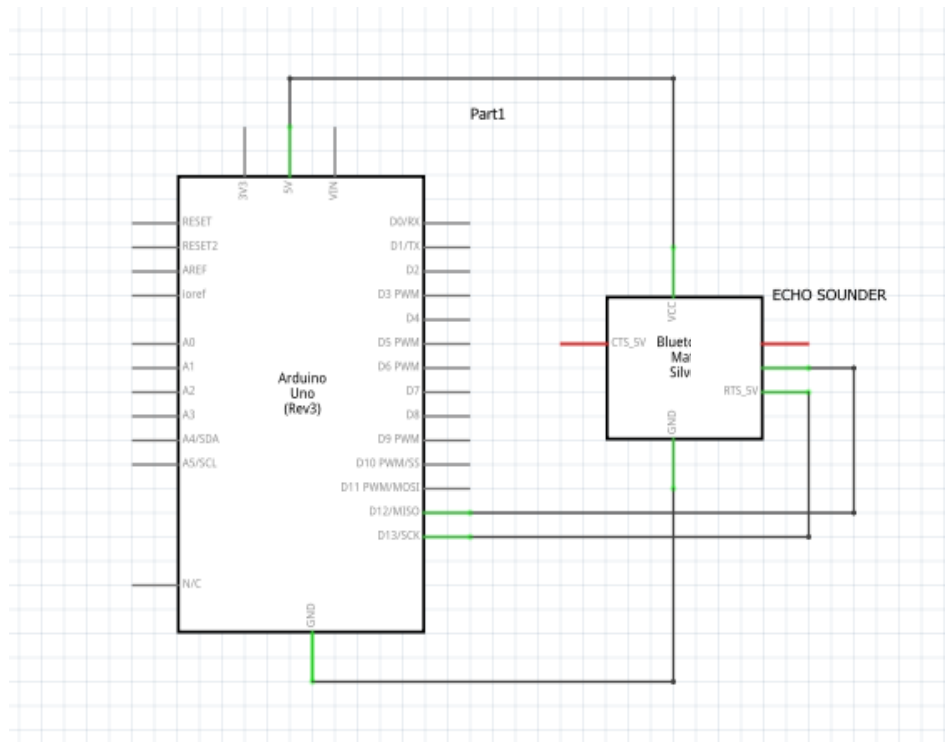 Part1
3V3
5V
VIN
RESET
RESET2
AREF
ioref
A0
A1
A2
A3
A4/SDA
A5/SCL
N/C
Arduino
Uno
(Rev3)
D0/RX
D1/TX
D2
D3 PWM
D4
D5 PWM
D6 PWM
D7
D8
D9 PWM
D10 PWM/SS
D11 PWM/MOSI
D12/MISO
D13/SCK
GND
ECHO SOUNDER
VCC
CTS_5V
RTS_5V
GND